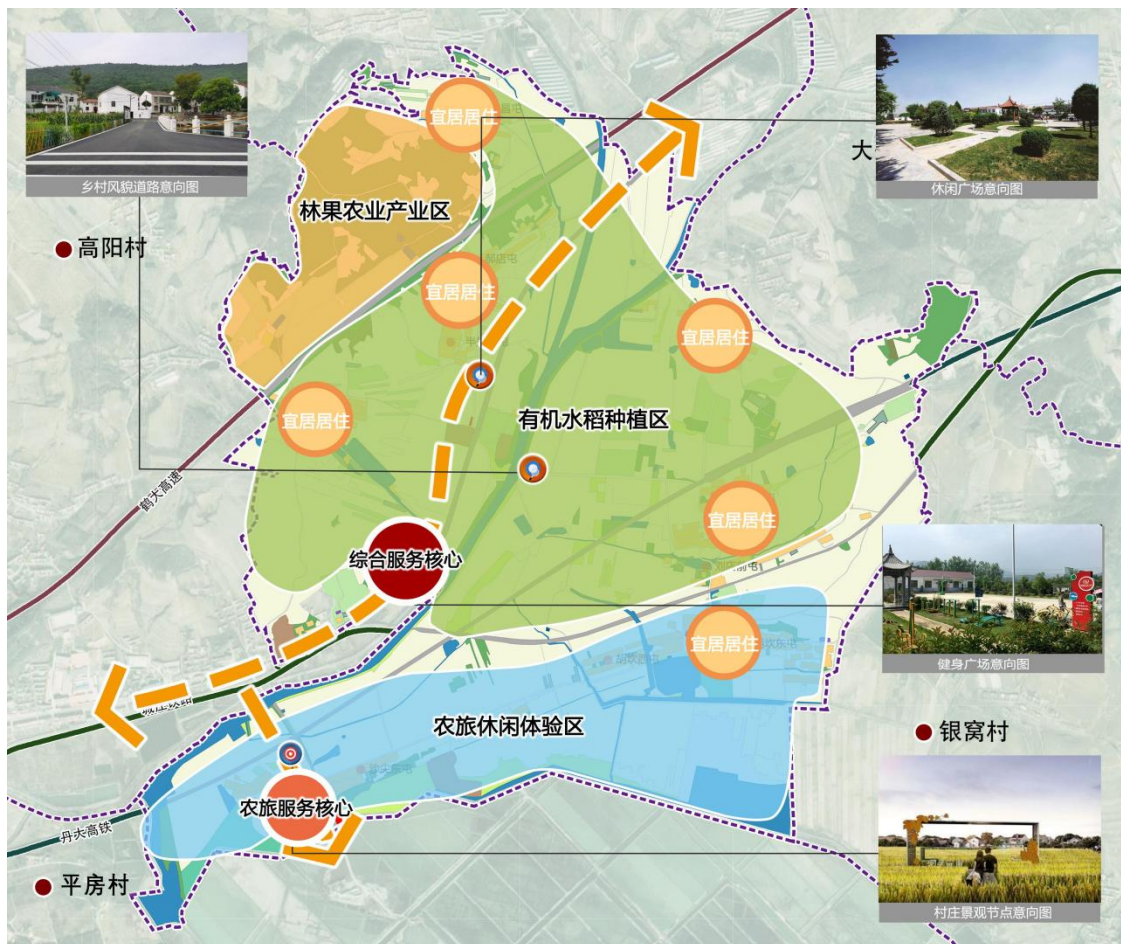 宜居居住
乡村风貌道路意向图
大
休闲广场意向图
林果农业产业区
高阳村
宜居居住
宜居居住
宜居居住
有机水稻种植区
鹤大高速
宜居居住
综合服务核心
宜居居住
健身广场意向图
农旅休闲体验区
银窝村
农旅服务核心
丹大高铁
平房村
村庄景观节点意向图